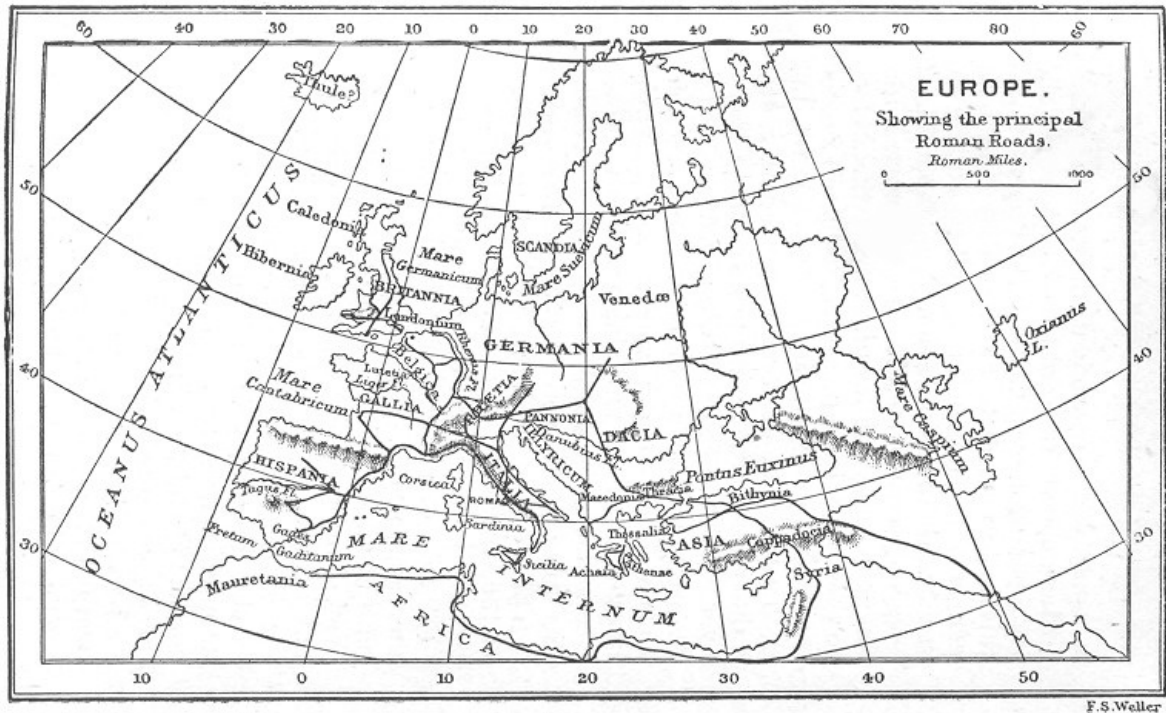 60 50 40 30 20 10 0 10 20 30 40 50 60 70 80 60
EUROPE.
Showing the principal
Roman Roads.
Roman Miles.
0 500 1000
Thule
50
50
OCEANUS ATLANTICUS
Caledonia
Hibernia
Mare
Germanicum
BRITANNIA
Londonium
SCANDIA
Mare Suevicum
Venedæ
GERMANIA
Oxianus
L.
40
40
Belgica
Rhenus Fl.
Lutetia
Liger Fl.
Mare
Cantabricum
GALLIA
PANNONIA
DACIA
Danubius
ILLYRICUM
Mare Caspium
HISPANIA
Tagus Fl.
Gades
Corsica
ITALIA
ROMA
Sardinia
Macedonia
Thracia
Pontus Euxinus
Bithynia
30
30
Fretum
Gaditanum
MARE
INTERNUM
Sicilia
Thessalia
Achaia
Athenae
ASIA
Cappadocia
Syria
Mauretania
AFRICA
10 0 10 20 30 40 50
F.S.Weller